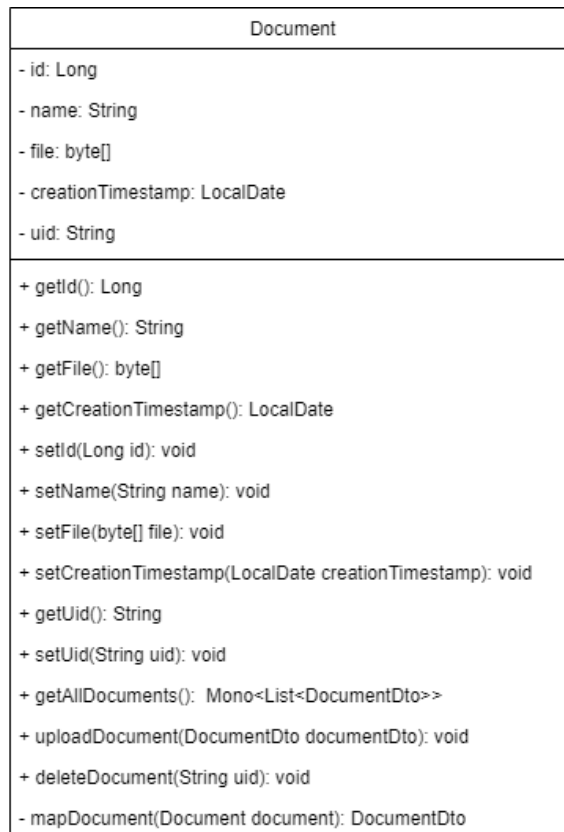 Document
- id: Long
- name: String
- file: byte[]
- creationTimestamp: LocalDate
- uid: String
+ getId(): Long
+ getName(): String
+ getFile(): byte[]
+ getCreationTimestamp(): LocalDate
+ setId(Long id): void
+ setName(String name): void
+ setFile(byte[] file): void
+ setCreationTimestamp(LocalDate creationTimestamp): void
+ getUid(): String
+ setUid(String uid): void
+ getAllDocuments():  Mono<List<DocumentDto>>
+ uploadDocument(DocumentDto documentDto): void
+ deleteDocument(String uid): void
- mapDocument(Document document): DocumentDto